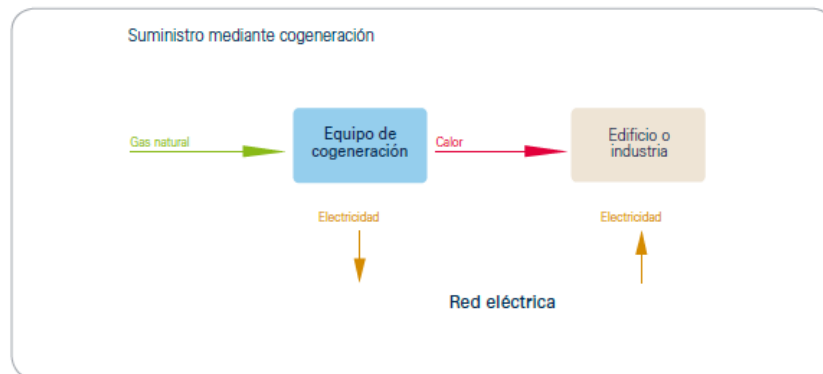 Suministro mediante cogeneración
Gas natural
Equipo de
cogeneración
Calor
Edificio o
industria
Electricidad
Electricidad
Red eléctrica